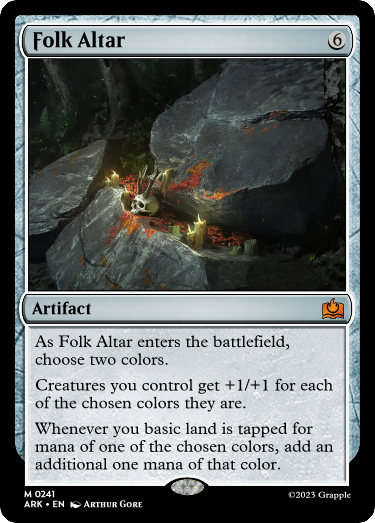 Folk Altar 6
Artifact
As Folk Altar enters the battlefield,
choose two colors.
Creatures you control get +1/+1 for each
of the chosen colors they are.
Whenever you basic land is tapped for
mana of one of the chosen colors, add an
additional one mana of that color.
M 0241
ARK • EN Arthur Gore
©2023 Grapple